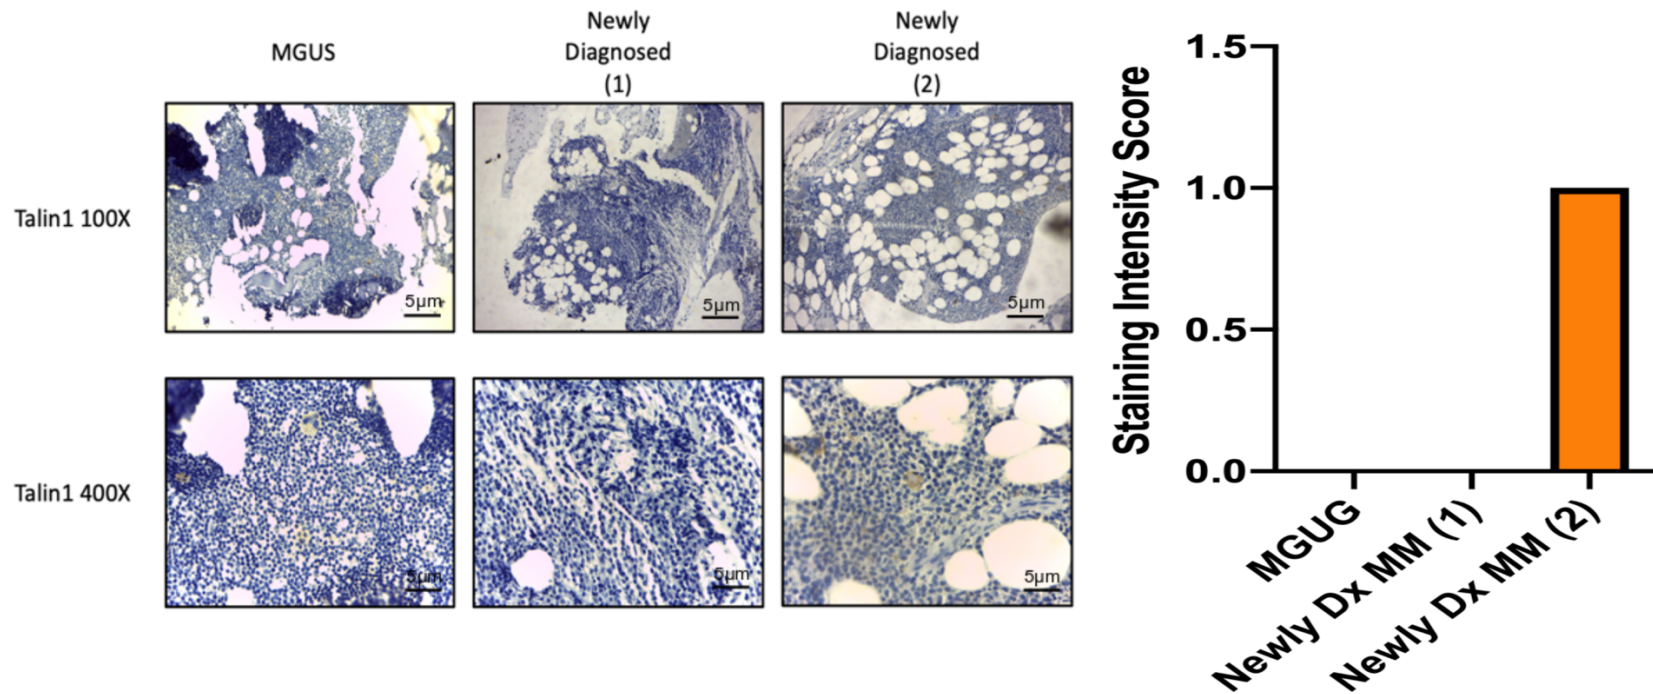 MGUS
Newly
Diagnosed
(1)
Newly
Diagnosed
(2)
Talin1 100X
5µm
5µm
5µm
Talin1 400X
5µm
5µm
5µm
Staining Intensity Score
1.5
1.0
0.5
0.0
MGUG
Newly Dx MM (1)
Newly Dx MM (2)